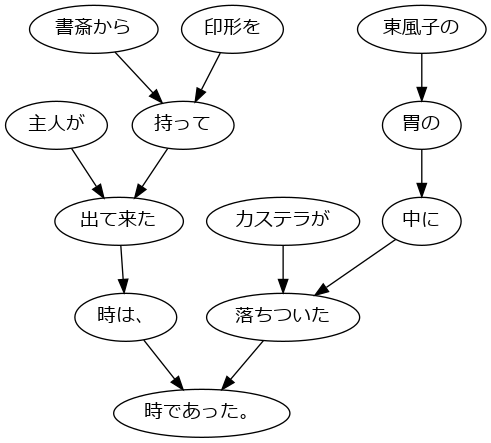 書斎から 印形を 東風子の
主人が 持って 胃の
出て来た カステラが 中に
時は、 落ちついた
時であった。